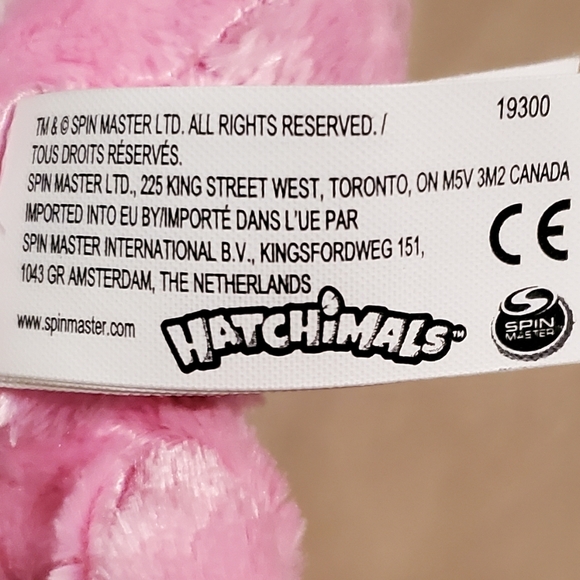 19300
TM & © SPIN MASTER LTD. ALL RIGHTS RESERVED. /
TOUS DROITS RÉSERVÉS.
SPIN MASTER LTD., 225 KING STREET WEST, TORONTO, ON M5V 3M2 CANADA
IMPORTED INTO EU BY/IMPORTÉ DANS L'UE PAR
SPIN MASTER INTERNATIONAL B.V., KINGSFORDWEG 151,
1043 GR AMSTERDAM, THE NETHERLANDS
CE
www.spinmaster.com
HATCHiMALS™
SPIN
MASTER